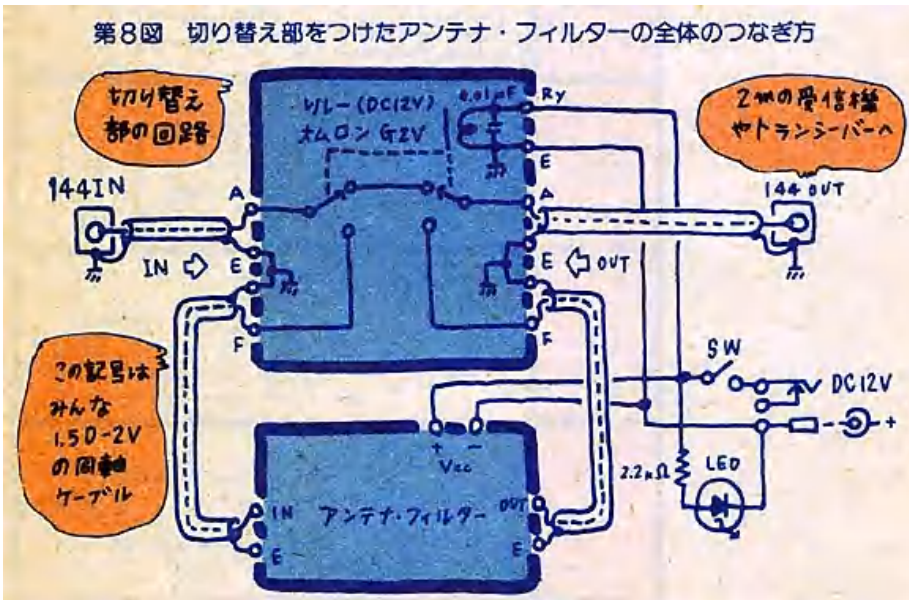 第8図 切り替え部をつけたアンテナ・フィルターの全体のつなぎ方
切り替え
部の回路
リレー(DC12V)
オムロン G2V
0.01μF
Ry
E
2mの受信機
やトランシーバーへ
144IN
A
A
144 OUT
IN ⇨
E
E
⇦ OUT
F
F
この記号は
みんな
1.5D-2V
の同軸
ケーブル
SW
DC12V
+
−
Vcc
- +
2.2kΩ
LED
IN
アンテナ・フィルター
OUT
E
E